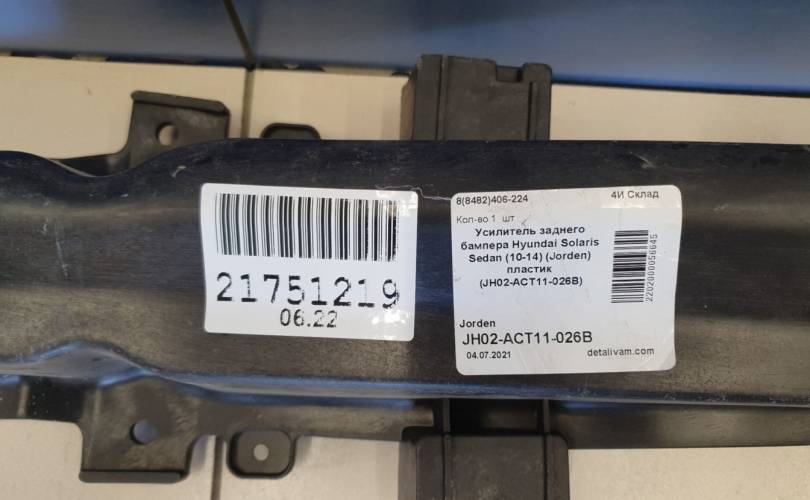 21751219
06.22
8(8482)406-224
4И Склад
Кол-во 1 шт
Усилитель заднего
бампера Hyundai Solaris
Sedan (10-14) (Jorden)
пластик
(JH02-ACT11-026B)
2202000056645
Jorden
JH02-ACT11-026B
04.07.2021
detalivam.com